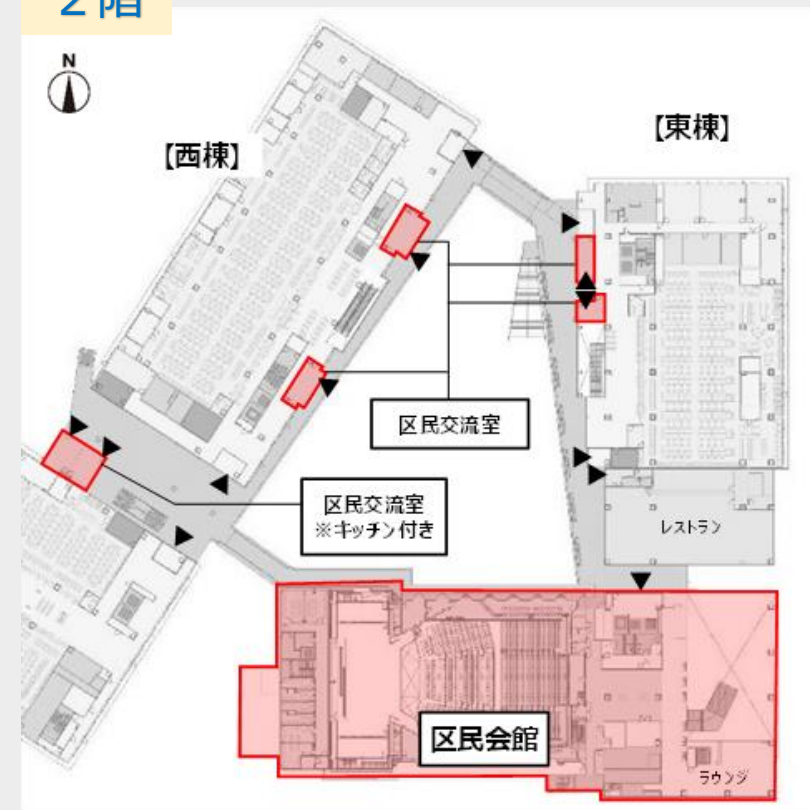 2階
N
【西棟】
【東棟】
区民交流室
区民交流室
※キッチン付き
レストラン
区民会館
ラウンジ